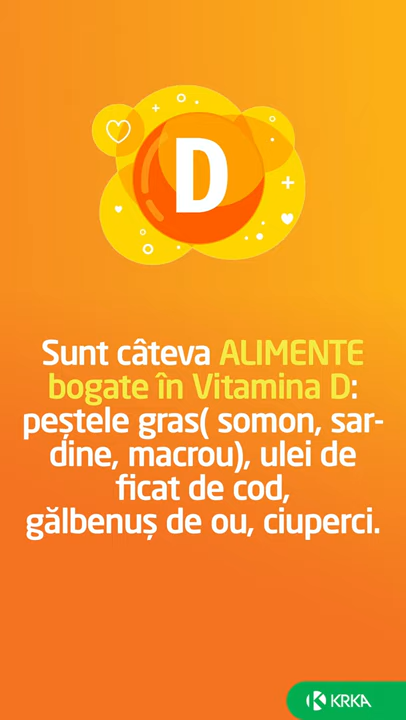 D
Sunt câteva ALIMENTE
bogate în Vitamina D:
peștele gras( somon, sar-
dine, macrou), ulei de
ficat de cod,
gălbenuș de ou, ciuperci.
KRKA